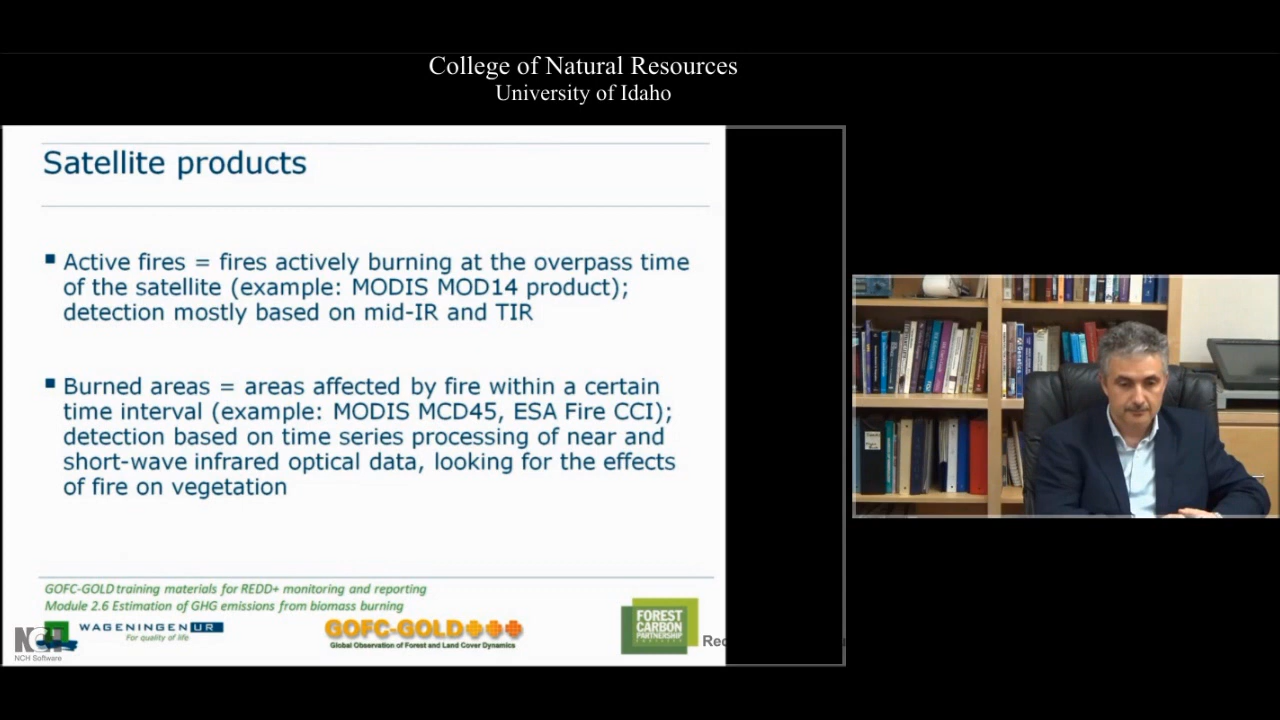 College of Natural Resources
University of Idaho
Satellite products
Active fires = fires actively burning at the overpass time
of the satellite (example: MODIS MOD14 product);
detection mostly based on mid-IR and TIR
Burned areas = areas affected by fire within a certain
time interval (example: MODIS MCD45, ESA Fire CCI);
detection based on time series processing of near and
short-wave infrared optical data, looking for the effects
of fire on vegetation
GOFC-GOLD training materials for REDD+ monitoring and reporting
Module 2.6 Estimation of GHG emissions from biomass burning
NCH
NCH Software
WAGENINGEN UR
For quality of life
GOFC-GOLD
Global Observation of Forest and Land Cover Dynamics
FOREST
CARBON
PARTNERSHIP
Genetics